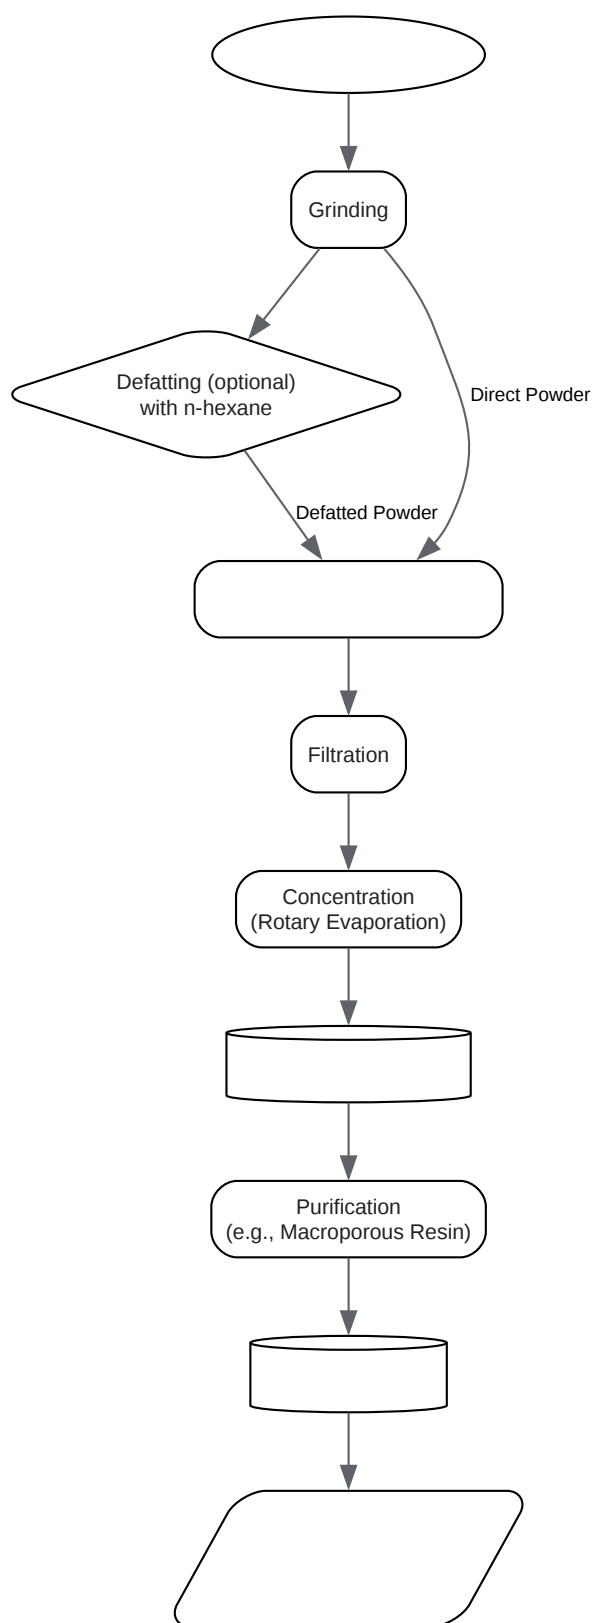 Grinding
Defatting (optional)
with n-hexane
Direct Powder
Defatted Powder
Filtration
Concentration
(Rotary Evaporation)
Purification
(e.g., Macroporous Resin)